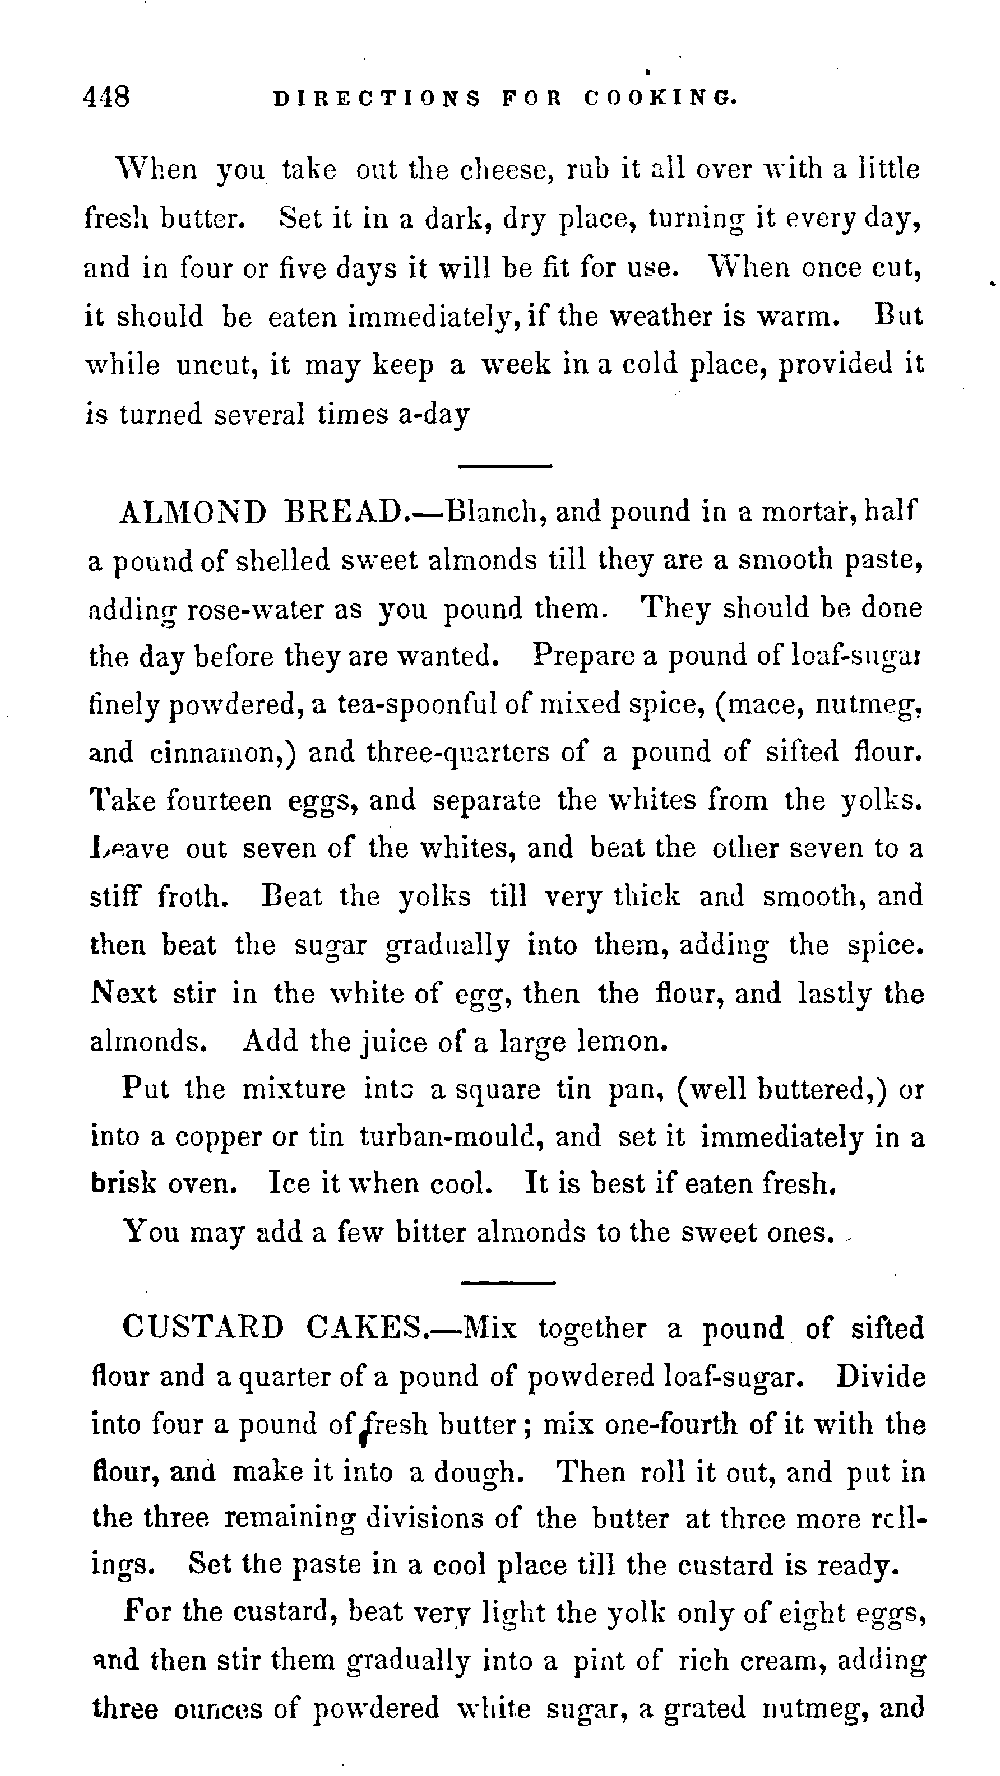 448 DIRECTIONS FOR COOKING.
When you take out the cheese, rub it all over with a little
fresh butter. Set it in a dark, dry place, turning it every day,
and in four or five days it will be fit for use. When once cut,
it should be eaten immediately, if the weather is warm. But
while uncut, it may keep a week in a cold place, provided it
is turned several times a-day
ALMOND BREAD.—Blanch, and pound in a mortar, half
a pound of shelled sweet almonds till they are a smooth paste,
adding rose-water as you pound them. They should be done
the day before they are wanted. Prepare a pound of loaf-sugar
finely powdered, a tea-spoonful of mixed spice, (mace, nutmeg,
and cinnamon,) and three-quarters of a pound of sifted flour.
Take fourteen eggs, and separate the whites from the yolks.
Leave out seven of the whites, and beat the other seven to a
stiff froth. Beat the yolks till very thick and smooth, and
then beat the sugar gradually into them, adding the spice.
Next stir in the white of egg, then the flour, and lastly the
almonds. Add the juice of a large lemon.
Put the mixture into a square tin pan, (well buttered,) or
into a copper or tin turban-mould, and set it immediately in a
brisk oven. Ice it when cool. It is best if eaten fresh.
You may add a few bitter almonds to the sweet ones.
CUSTARD CAKES.—Mix together a pound of sifted
flour and a quarter of a pound of powdered loaf-sugar. Divide
into four a pound of fresh butter; mix one-fourth of it with the
flour, and make it into a dough. Then roll it out, and put in
the three remaining divisions of the butter at three more roll-
ings. Set the paste in a cool place till the custard is ready.
For the custard, beat very light the yolk only of eight eggs,
and then stir them gradually into a pint of rich cream, adding
three ounces of powdered white sugar, a grated nutmeg, and